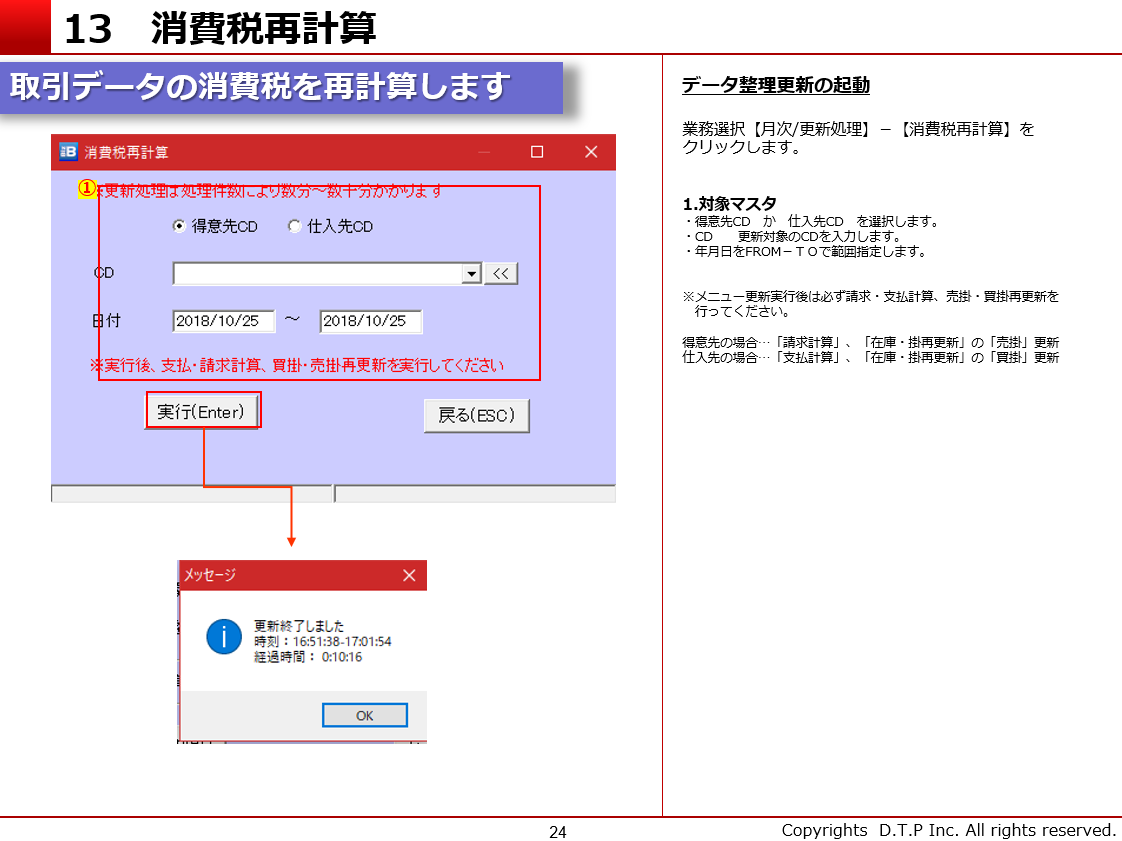 13　消費税再計算
取引データの消費税を再計算します
消費税再計算
①
※更新処理は処理件数により数分～数十分かかります
得意先CD　仕入先CD
CD
<<
日付　2018/10/25　～　2018/10/25
※実行後、支払・請求計算、買掛・売掛再更新を実行してください
実行(Enter)　戻る(ESC)
メッセージ
更新終了しました
時刻：16:51:38-17:01:54
経過時間： 0:10:16
OK
データ整理更新の起動
業務選択【月次/更新処理】－【消費税再計算】を
クリックします。
1.対象マスタ
・得意先CD　か　仕入先CD　を選択します。
・CD　　更新対象のCDを入力します。
・年月日をFROM－ＴＯで範囲指定します。
※メニュー更新実行後は必ず請求・支払計算、売掛・買掛再更新を
行ってください。
得意先の場合…「請求計算」、「在庫・掛再更新」の「売掛」更新
仕入先の場合…「支払計算」、「在庫・掛再更新」の「買掛」更新
24
Copyrights D.T.P Inc. All rights reserved.